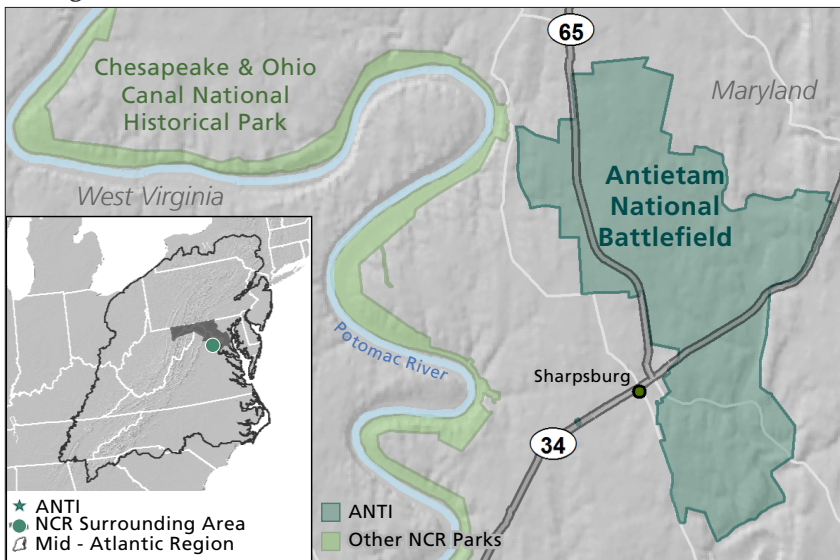 65
Chesapeake & Ohio
Canal National
Historical Park
Maryland
Antietam
National
Battlefield
West Virginia
Potomac River
Sharpsburg
34
ANTI
NCR Surrounding Area
Mid - Atlantic Region
ANTI
Other NCR Parks